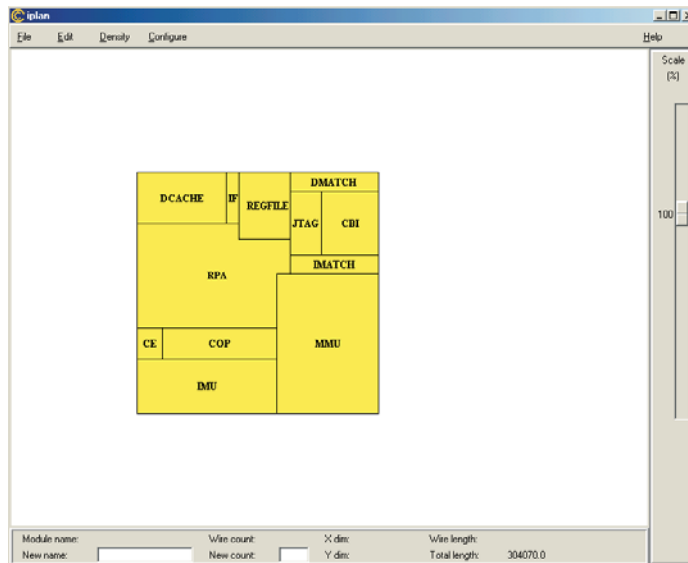 iplan
File Edit Density Configure Help
Scale
(%)
100
DCACHE IF REGFILE DMATCH
JTAG CBI
IMATCH
RPA
CE COP MMU
IMU
Module name: Wire count: X dim: Wire length:
New name: New count: Y dim: Total length: 304070.0